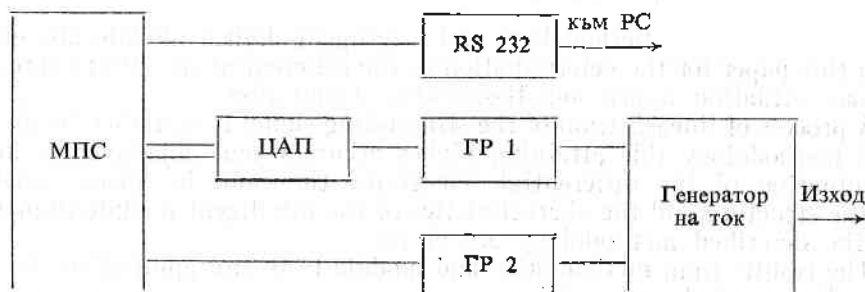 RS 232
към PC
МПС
ЦАП
ГР 1
Генератор
на ток
Изход
ГР 2